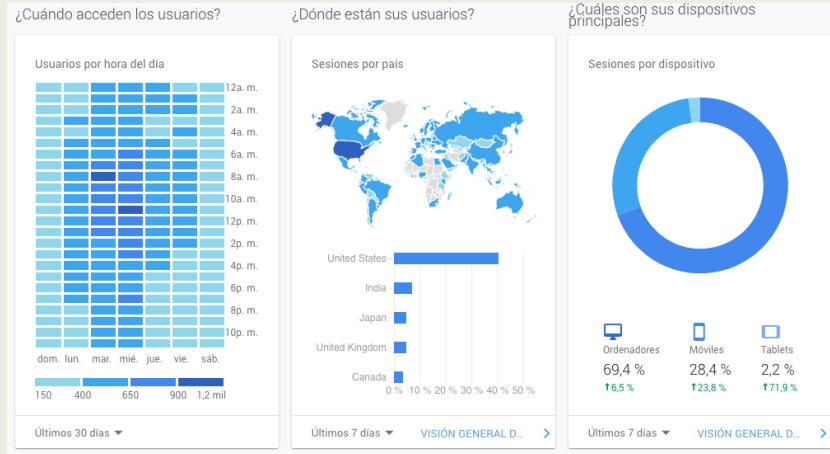 ¿Cuándo acceden los usuarios?
Usuarios por hora del día
12a. m.
2a. m.
4a. m.
6a. m.
8a. m.
10a. m.
12p. m.
2p. m.
4p. m.
6p. m.
8p. m.
10p. m.
dom. lun. mar. mié. jue. vie. sáb.
150 400 650 900 1,2 mil
Últimos 30 días
¿Dónde están sus usuarios?
Sesiones por país
United States
India
Japan
United Kingdom
Canada
0 % 10 % 20 % 30 % 40 % 50 %
Últimos 7 días VISIÓN GENERAL D...
¿Cuáles son sus dispositivos
principales?
Sesiones por dispositivo
Ordenadores Móviles Tablets
69,4 % 28,4 % 2,2 %
6,5 % 23,8 % 71,9 %
Últimos 7 días VISIÓN GENERAL D...